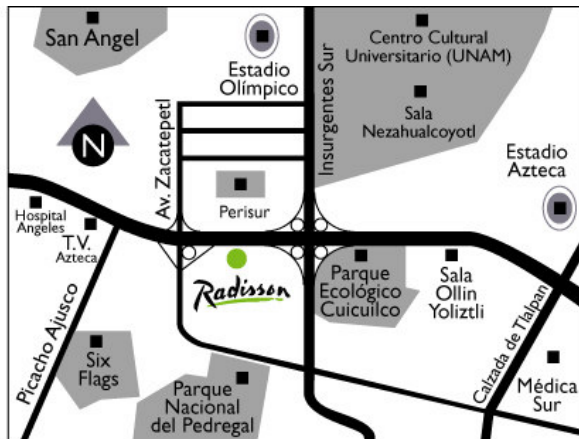 San Angel
Estadio
Olímpico
Centro Cultural
Universitario (UNAM)
Sala
Nezahualcoyotl
Estadio
Azteca
N
Av. Zacatepetl
Insurgentes Sur
Perisur
Hospital
Angeles
T.V.
Azteca
Radisson
Parque
Ecológico
Cuicuilco
Sala
Ollin
Yoliztli
Picacho Ajusco
Six
Flags
Parque
Nacional
del Pedregal
Calzada de Tlalpan
Médica
Sur